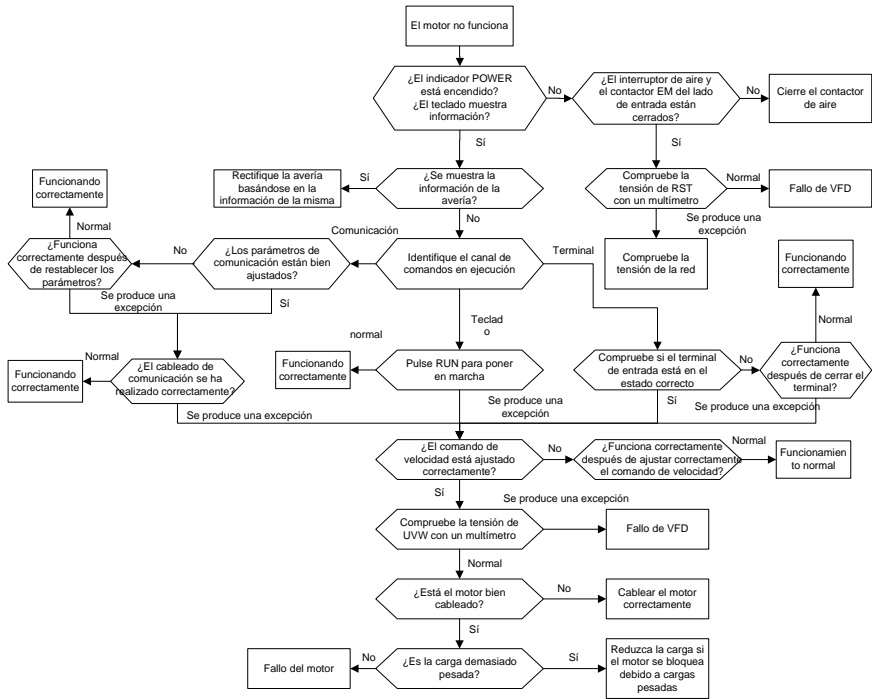 El motor no funciona
¿El indicador POWER
está encendido?
¿El teclado muestra
información?
No
¿El interruptor de aire y
el contactor EM del lado
de entrada están
cerrados?
No
Cierre el contactor
de aire
Sí
Sí
Funcionando
correctamente
Rectifique la avería
basándose en la
información de la misma
Sí
¿Se muestra la
información de la
avería?
Compruebe la
tensión de RST
con un multímetro
Normal
Fallo de VFD
Normal
No
Se produce una
excepción
Comunicación
¿Funciona
correctamente después
de restablecer los
parámetros?
No
¿Los parámetros de
comunicación están bien
ajustados?
Identifique el canal de
comandos en ejecución
Terminal
Compruebe la
tensión de la red
Funcionando
correctamente
Se produce una
excepción
Sí
Teclad
o
Normal
normal
Normal
Funcionando
correctamente
¿El cableado de
comunicación se ha
realizado correctamente?
Funcionando
correctamente
Pulse RUN para poner
en marcha
Compruebe si el terminal
de entrada está en el
estado correcto
No
¿Funciona
correctamente
después de cerrar el
terminal?
Se produce una excepción
Se produce una
excepción
Sí
Se produce una excepción
¿El comando de
velocidad está ajustado
correctamente?
No
¿Funciona correctamente
después de ajustar correctamente
el comando de velocidad?
Normal
Funcionamien
to normal
Sí
Se produce una excepción
Compruebe la tensión de
UVW con un multímetro
Fallo de VFD
Normal
¿Está el motor bien
cableado?
No
Cablear el motor
correctamente
Sí
Fallo del motor
No
¿Es la carga demasiado
pesada?
Sí
Reduzca la carga si
el motor se bloquea
debido a cargas
pesadas